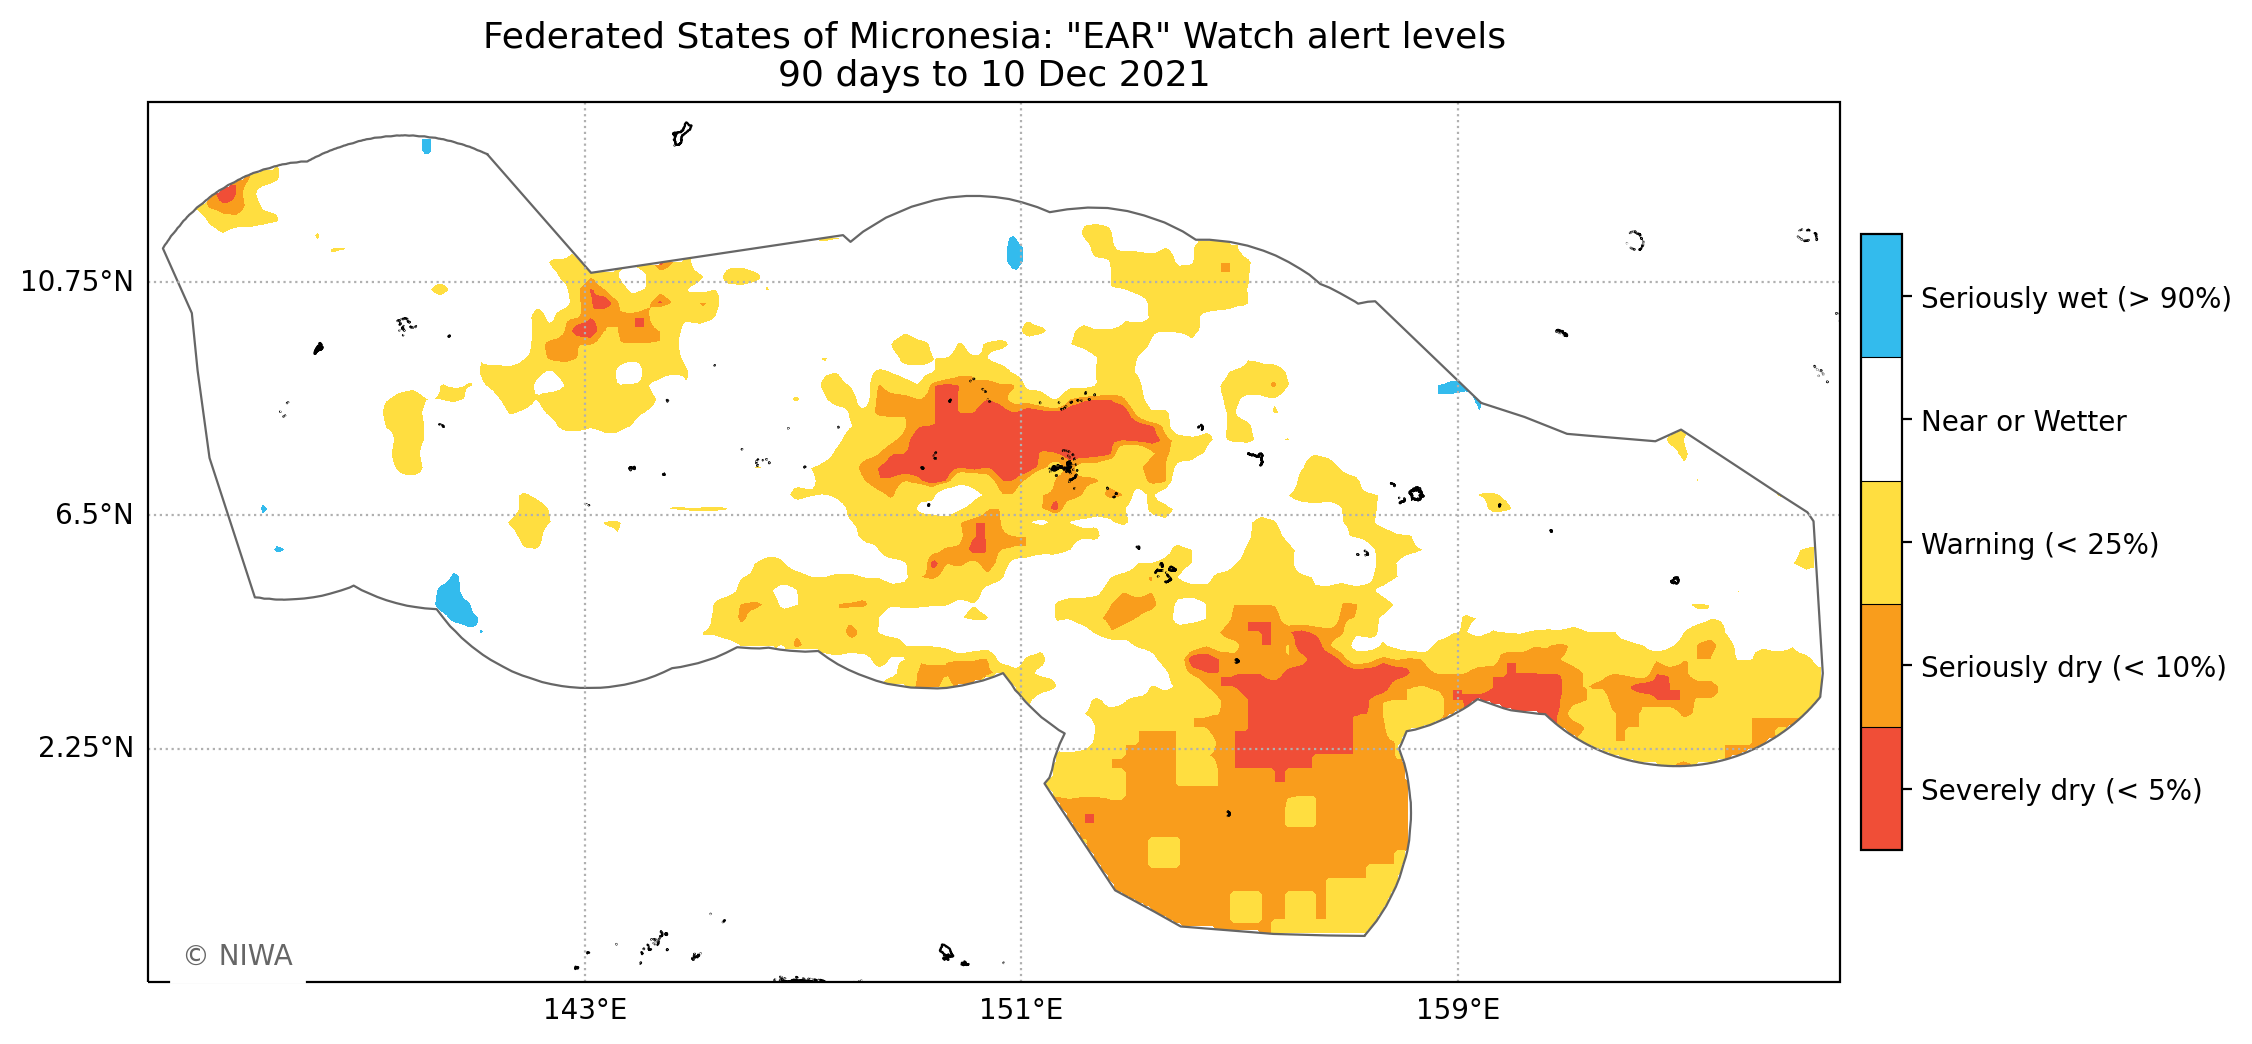 Federated States of Micronesia: "EAR" Watch alert levels
90 days to 10 Dec 2021
10.75°N
6.5°N
2.25°N
143°E
151°E
159°E
Seriously wet (> 90%)
Near or Wetter
Warning (< 25%)
Seriously dry (< 10%)
Severely dry (< 5%)
© NIWA